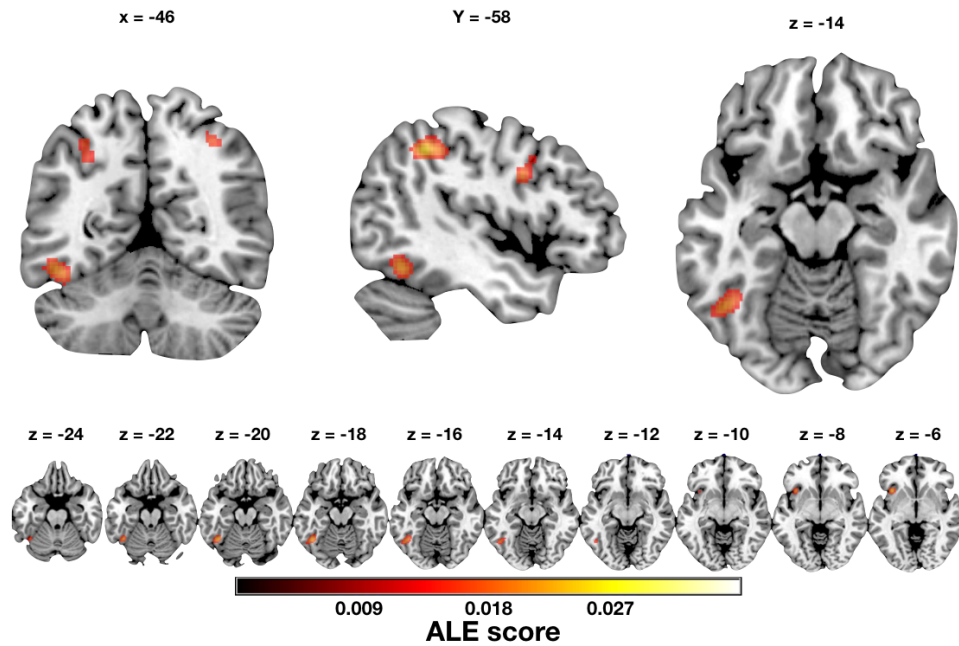 x = -46 Y = -58 z = -14
z = -24 z = -22 z = -20 z = -18 z = -16 z = -14 z = -12 z = -10 z = -8 z = -6
0.009 0.018 0.027
ALE score